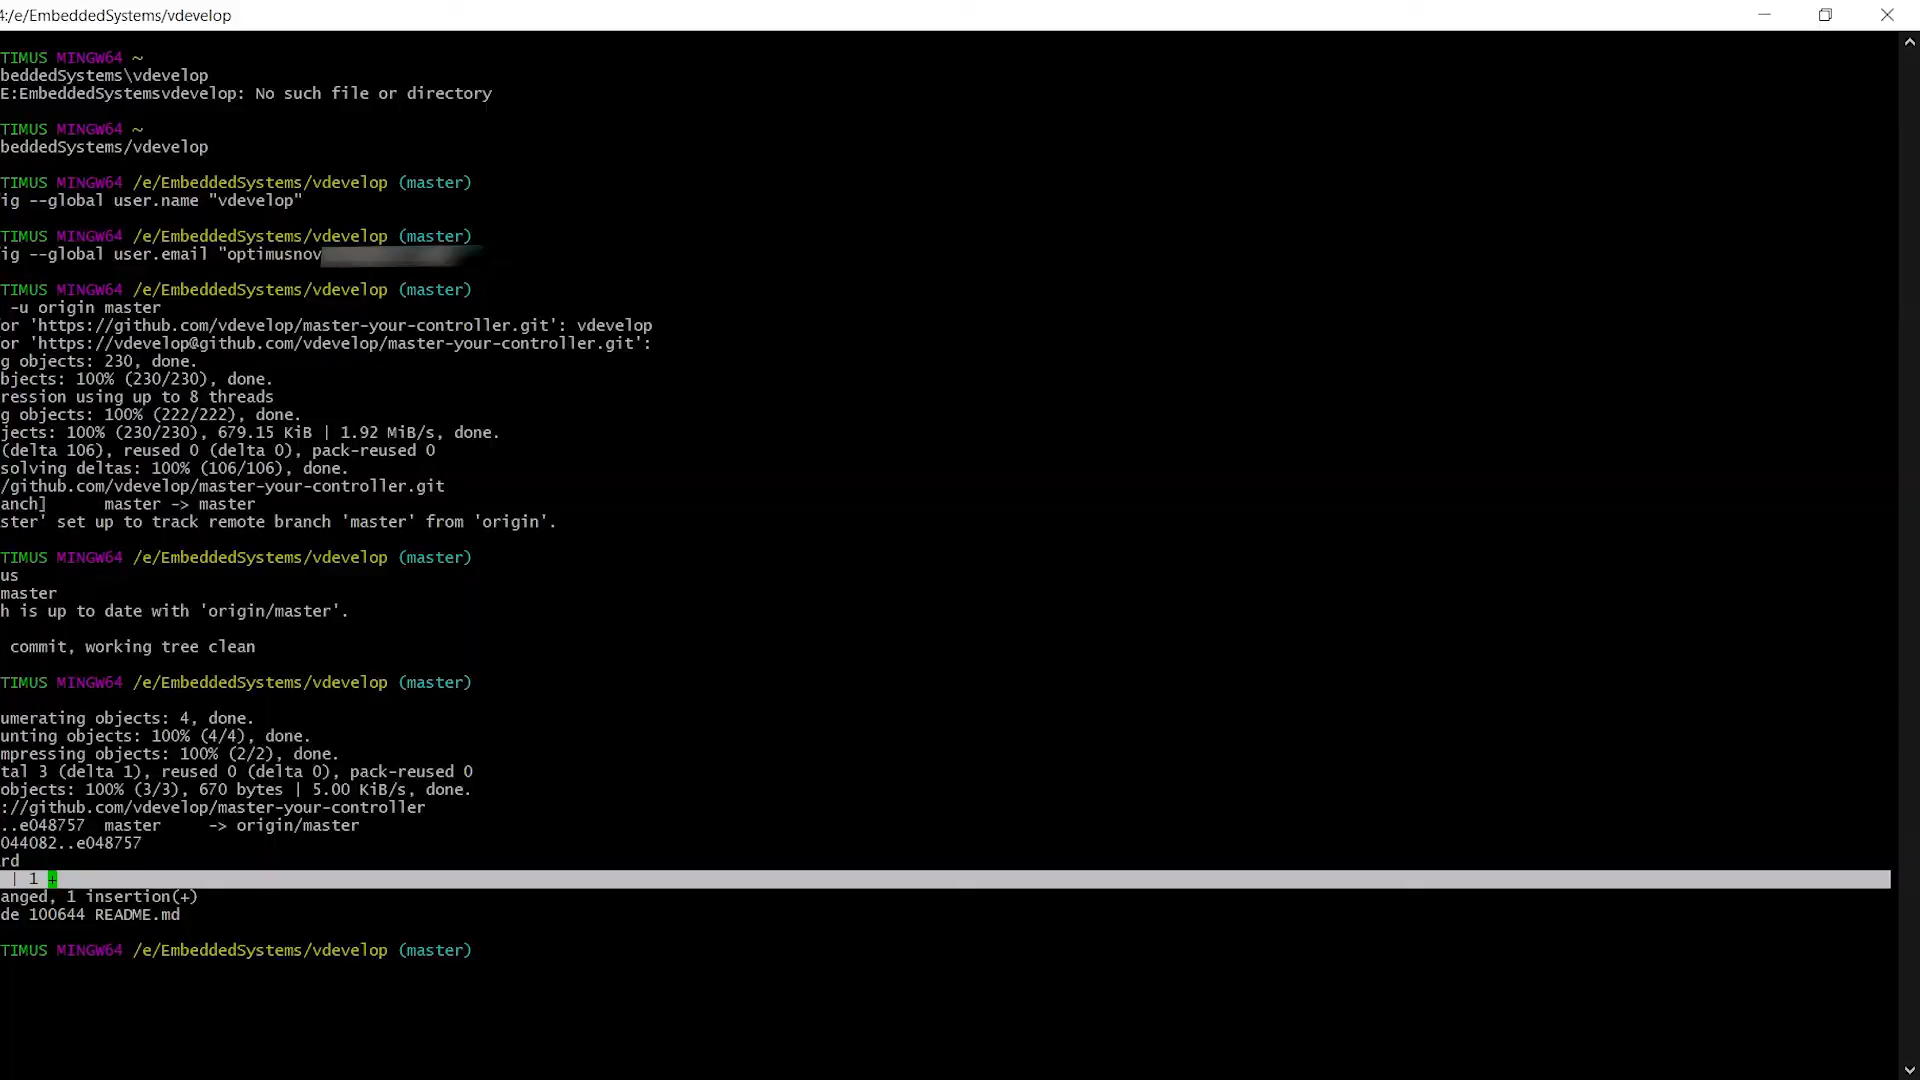 4:/e/EmbeddedSystems/vdevelop
TIMUS MINGW64 ~
beddedSystems\vdevelop
E:EmbeddedSystemsvdevelop: No such file or directory
TIMUS MINGW64 ~
beddedSystems/vdevelop
TIMUS MINGW64 /e/EmbeddedSystems/vdevelop (master)
ig --global user.name "vdevelop"
TIMUS MINGW64 /e/EmbeddedSystems/vdevelop (master)
ig --global user.email "optimusnov
TIMUS MINGW64 /e/EmbeddedSystems/vdevelop (master)
-u origin master
or 'https://github.com/vdevelop/master-your-controller.git': vdevelop
or 'https://vdevelop@github.com/vdevelop/master-your-controller.git':
g objects: 230, done.
bjects: 100% (230/230), done.
ression using up to 8 threads
g objects: 100% (222/222), done.
jects: 100% (230/230), 679.15 KiB | 1.92 MiB/s, done.
(delta 106), reused 0 (delta 0), pack-reused 0
solving deltas: 100% (106/106), done.
/github.com/vdevelop/master-your-controller.git
anch]      master -> master
ster' set up to track remote branch 'master' from 'origin'.
TIMUS MINGW64 /e/EmbeddedSystems/vdevelop (master)
us
master
h is up to date with 'origin/master'.
commit, working tree clean
TIMUS MINGW64 /e/EmbeddedSystems/vdevelop (master)
umerating objects: 4, done.
unting objects: 100% (4/4), done.
mpressing objects: 100% (2/2), done.
tal 3 (delta 1), reused 0 (delta 0), pack-reused 0
objects: 100% (3/3), 670 bytes | 5.00 KiB/s, done.
://github.com/vdevelop/master-your-controller
..e048757  master     -> origin/master
044082..e048757
rd
| 1 +
anged, 1 insertion(+)
de 100644 README.md
TIMUS MINGW64 /e/EmbeddedSystems/vdevelop (master)